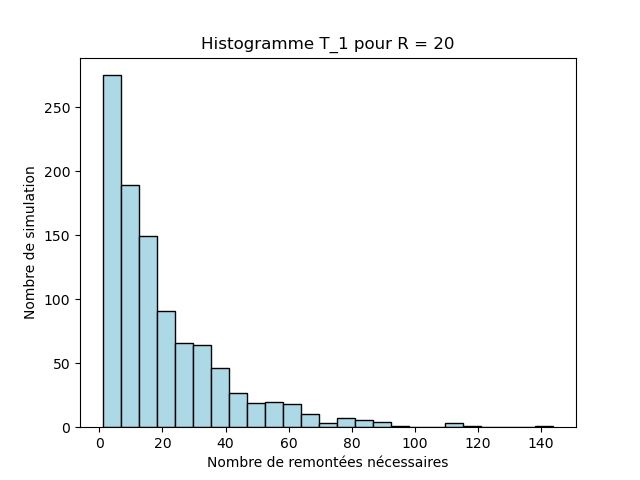 Histogramme T_1 pour R = 20
Nombre de simulation
250
200
150
100
50
0
0 20 40 60 80 100 120 140
Nombre de remontées nécessaires